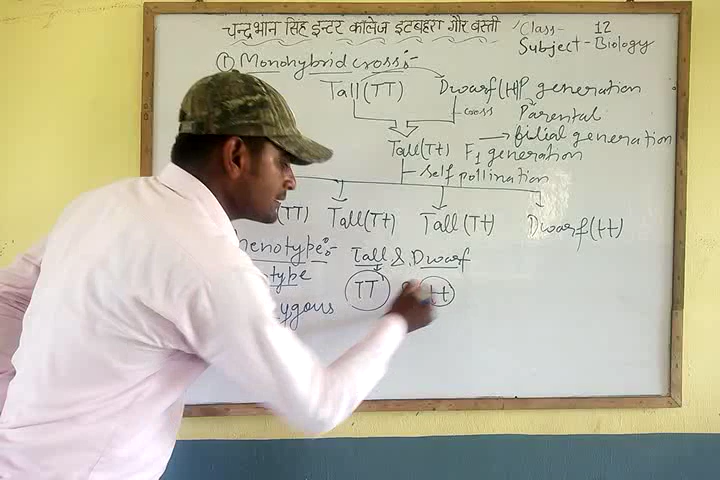 चन्द्रभान सिंह इन्टर कॉलेज इटबहरा गौर बस्ती
Class- 12
Subject-Biology
① Monohybrid cross:-
Tall(TT) Dwarf(tt)P generation
cross Parental
Tall(Tt) F₁ generation → filial generation
Self pollination
(TT) Tall(Tt) Tall(Tt) Dwarf(tt)
henotype:- Tall & Dwarf
type TT tt
ygous